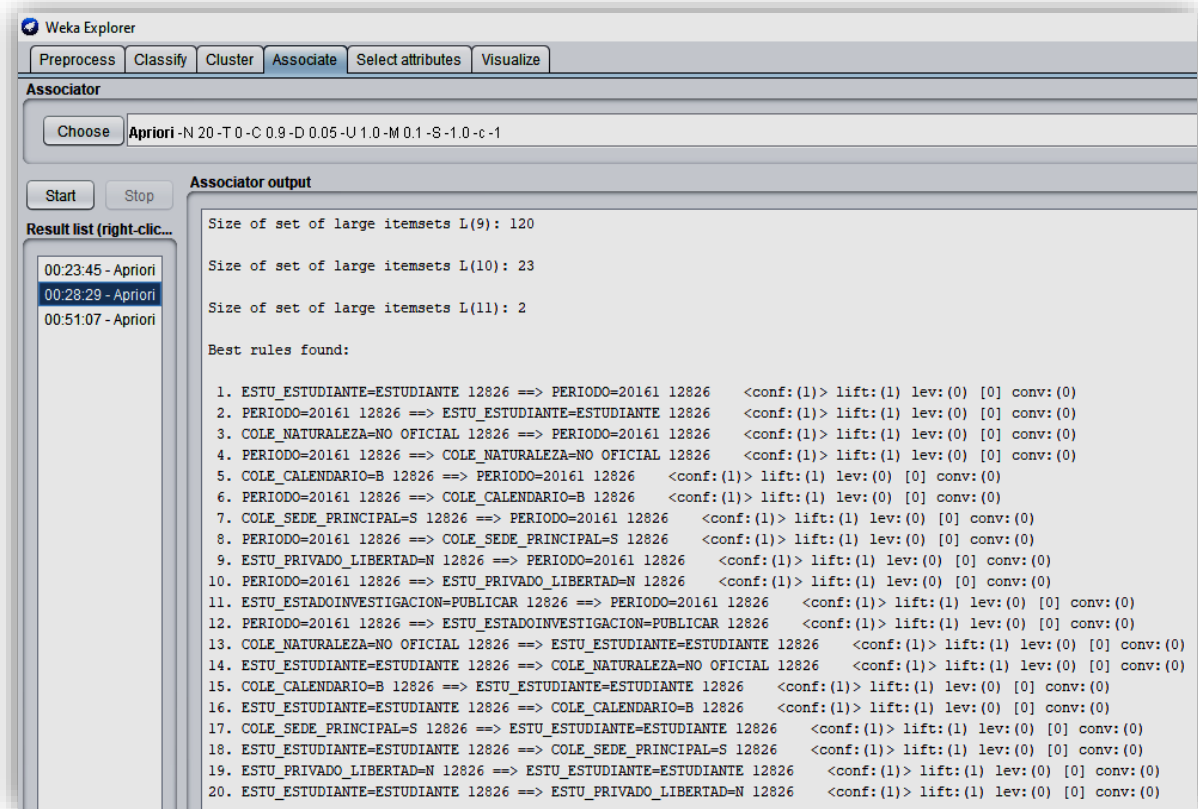 Weka Explorer
Preprocess Classify Cluster Associate Select attributes Visualize
Associator
Choose Apriori -N 20 -T 0 -C 0.9 -D 0.05 -U 1.0 -M 0.1 -S -1.0 -c -1
Start Stop
Result list (right-clic...
00:23:45 - Apriori
00:28:29 - Apriori
00:51:07 - Apriori
Associator output
Size of set of large itemsets L(9): 120
Size of set of large itemsets L(10): 23
Size of set of large itemsets L(11): 2
Best rules found:
1. ESTU_ESTUDIANTE=ESTUDIANTE 12826 ==> PERIODO=20161 12826 <conf:(1)> lift:(1) lev:(0) [0] conv:(0)
2. PERIODO=20161 12826 ==> ESTU_ESTUDIANTE=ESTUDIANTE 12826 <conf:(1)> lift:(1) lev:(0) [0] conv:(0)
3. COLE_NATURALEZA=NO OFICIAL 12826 ==> PERIODO=20161 12826 <conf:(1)> lift:(1) lev:(0) [0] conv:(0)
4. PERIODO=20161 12826 ==> COLE_NATURALEZA=NO OFICIAL 12826 <conf:(1)> lift:(1) lev:(0) [0] conv:(0)
5. COLE_CALENDARIO=B 12826 ==> PERIODO=20161 12826 <conf:(1)> lift:(1) lev:(0) [0] conv:(0)
6. PERIODO=20161 12826 ==> COLE_CALENDARIO=B 12826 <conf:(1)> lift:(1) lev:(0) [0] conv:(0)
7. COLE_SEDE_PRINCIPAL=S 12826 ==> PERIODO=20161 12826 <conf:(1)> lift:(1) lev:(0) [0] conv:(0)
8. PERIODO=20161 12826 ==> COLE_SEDE_PRINCIPAL=S 12826 <conf:(1)> lift:(1) lev:(0) [0] conv:(0)
9. ESTU_PRIVADO_LIBERTAD=N 12826 ==> PERIODO=20161 12826 <conf:(1)> lift:(1) lev:(0) [0] conv:(0)
10. PERIODO=20161 12826 ==> ESTU_PRIVADO_LIBERTAD=N 12826 <conf:(1)> lift:(1) lev:(0) [0] conv:(0)
11. ESTU_ESTADOINVESTIGACION=PUBLICAR 12826 ==> PERIODO=20161 12826 <conf:(1)> lift:(1) lev:(0) [0] conv:(0)
12. PERIODO=20161 12826 ==> ESTU_ESTADOINVESTIGACION=PUBLICAR 12826 <conf:(1)> lift:(1) lev:(0) [0] conv:(0)
13. COLE_NATURALEZA=NO OFICIAL 12826 ==> ESTU_ESTUDIANTE=ESTUDIANTE 12826 <conf:(1)> lift:(1) lev:(0) [0] conv:(0)
14. ESTU_ESTUDIANTE=ESTUDIANTE 12826 ==> COLE_NATURALEZA=NO OFICIAL 12826 <conf:(1)> lift:(1) lev:(0) [0] conv:(0)
15. COLE_CALENDARIO=B 12826 ==> ESTU_ESTUDIANTE=ESTUDIANTE 12826 <conf:(1)> lift:(1) lev:(0) [0] conv:(0)
16. ESTU_ESTUDIANTE=ESTUDIANTE 12826 ==> COLE_CALENDARIO=B 12826 <conf:(1)> lift:(1) lev:(0) [0] conv:(0)
17. COLE_SEDE_PRINCIPAL=S 12826 ==> ESTU_ESTUDIANTE=ESTUDIANTE 12826 <conf:(1)> lift:(1) lev:(0) [0] conv:(0)
18. ESTU_ESTUDIANTE=ESTUDIANTE 12826 ==> COLE_SEDE_PRINCIPAL=S 12826 <conf:(1)> lift:(1) lev:(0) [0] conv:(0)
19. ESTU_PRIVADO_LIBERTAD=N 12826 ==> ESTU_ESTUDIANTE=ESTUDIANTE 12826 <conf:(1)> lift:(1) lev:(0) [0] conv:(0)
20. ESTU_ESTUDIANTE=ESTUDIANTE 12826 ==> ESTU_PRIVADO_LIBERTAD=N 12826 <conf:(1)> lift:(1) lev:(0) [0] conv:(0)